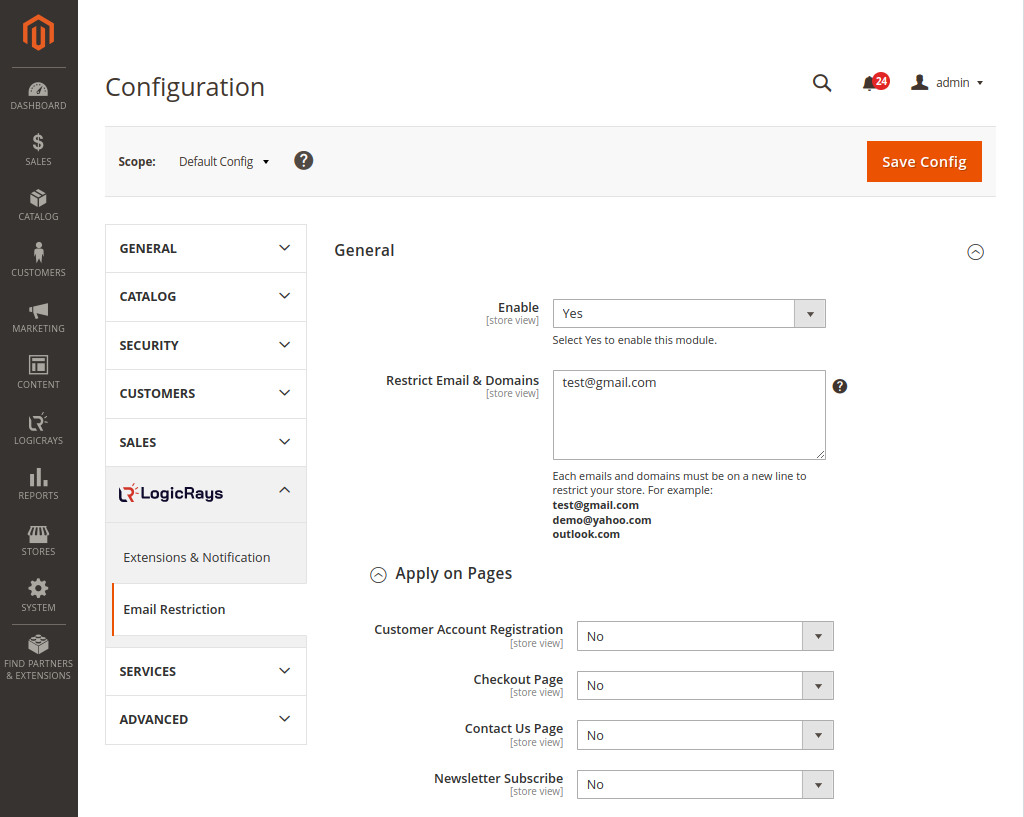 Configuration
24
admin
DASHBOARD
SALES
CATALOG
CUSTOMERS
MARKETING
CONTENT
LOGICRAYS
REPORTS
STORES
SYSTEM
FIND PARTNERS
& EXTENSIONS
Scope:
Default Config
?
Save Config
GENERAL
CATALOG
SECURITY
CUSTOMERS
SALES
LogicRays
Extensions & Notification
Email Restriction
SERVICES
ADVANCED
General
Enable
[store view]
Yes
Select Yes to enable this module.
Restrict Email & Domains
[store view]
test@gmail.com
?
Each emails and domains must be on a new line to
restrict your store. For example:
test@gmail.com
demo@yahoo.com
outlook.com
Apply on Pages
Customer Account Registration
[store view]
No
Checkout Page
[store view]
No
Contact Us Page
[store view]
No
Newsletter Subscribe
[store view]
No